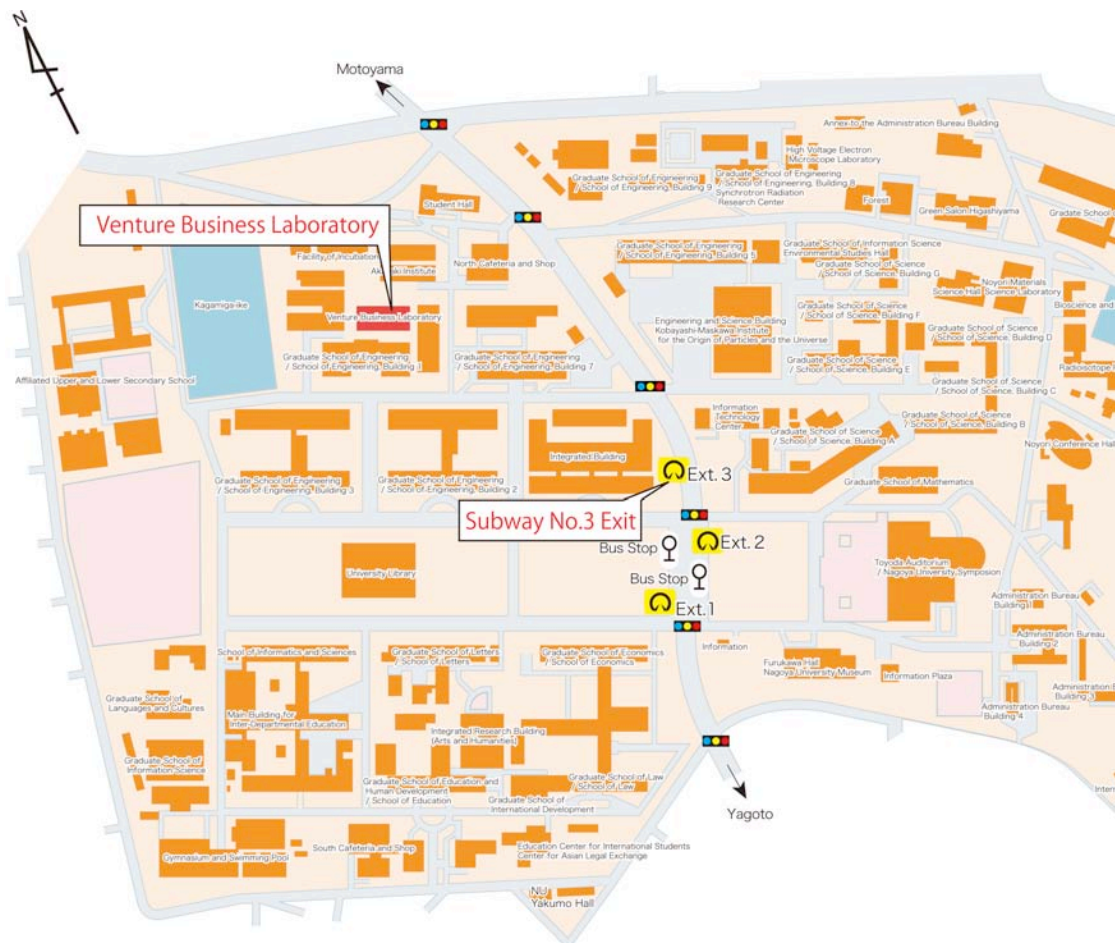 N
Motoyama
Annex to the Administration Bureau Building
High Voltage Electron
Microscope Laboratory
Graduate School of Engineering
/ School of Engineering, Building 9
Graduate School of Engineering
/ School of Engineering, Building 8
Synchrotron Radiation
Research Center
Student Hall
Forest
Green Salon Higashiyama
Venture Business Laboratory
Facility of Incubation
North Cafeteria and Shop
Graduate School of Engineering
/ School of Engineering, Building 5
Graduate School of Information Science
Environmental Studies Hall
Graduate School of Science
/ School of Science, Building G
Noyori Materials
Science Hall
Science Laboratory
Kagamiga-ike
Venture Business Laboratory
Graduate School of Science
/ School of Science, Building F
Engineering and Science Building
Kobayashi-Maskawa Institute
for the Origin of Particles and the Universe
Graduate School of Science
/ School of Science, Building D
Graduate School of Engineering
/ School of Engineering, Building 1
Graduate School of Engineering
/ School of Engineering, Building 7
Graduate School of Science
/ School of Science, Building E
Affiliated Upper and Lower Secondary School
Graduate School of Science
/ School of Science, Building C
Information
Technology
Center
Graduate School of Science
/ School of Science, Building B
Graduate School of Science
/ School of Science, Building A
Noyori Conference Hall
Integrated Building
Ext. 3
Graduate School of Engineering
/ School of Engineering, Building 3
Graduate School of Engineering
/ School of Engineering, Building 2
Graduate School of Mathematics
Subway No.3 Exit
Bus Stop
Ext. 2
University Library
Bus Stop
Toyoda Auditorium
/ Nagoya University Symposion
Ext.1
Administration Bureau
Building 1
Administration Bureau
Building 2
School of Informatics and Sciences
Graduate School of Letters
/ School of Letters
Graduate School of Economics
/ School of Economics
Information
Furukawa Hall
Nagoya University Museum
Information Plaza
Administration Bureau
Building 3
Graduate School of
Languages and Cultures
Administration Bureau
Building 4
Main Building for
Inter-Departmental Education
Integrated Research Building
(Arts and Humanities)
Graduate School of
Information Science
Graduate School of Education and
Human Development
/ School of Education
Graduate School of Law
/ School of Law
Graduate School of
International Development
Yagoto
Gymnasium and Swimming Pool
South Cafeteria and Shop
Education Center for International Students
Center for Asian Legal Exchange
NU
Yakumo Hall